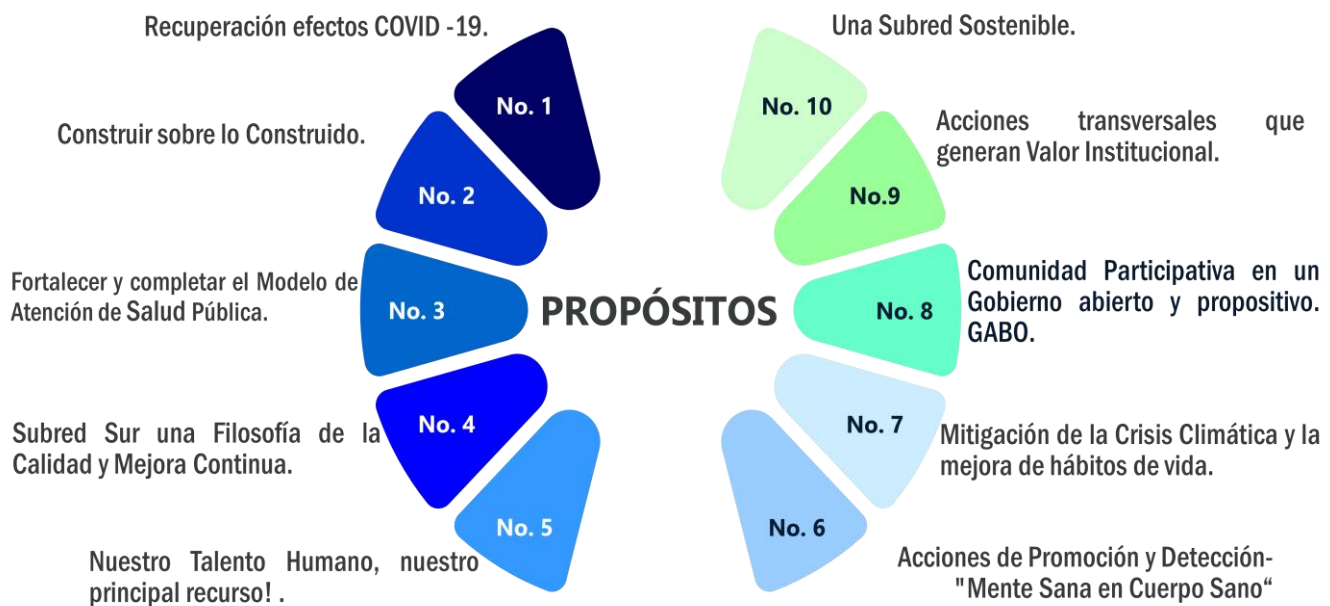 Recuperación efectos COVID -19.
No. 1
Construir sobre lo Construido.
No. 2
Fortalecer y completar el Modelo de
Atención de Salud Pública.
No. 3
Subred Sur una Filosofía de la
Calidad y Mejora Continua.
No. 4
Nuestro Talento Humano, nuestro
principal recurso! .
No. 5
PROPÓSITOS
Una Subred Sostenible.
No. 10
Acciones transversales que
generan Valor Institucional.
No.9
Comunidad Participativa en un
Gobierno abierto y propositivo.
GABO.
No. 8
Mitigación de la Crisis Climática y la
mejora de hábitos de vida.
No. 7
Acciones de Promoción y Detección-
"Mente Sana en Cuerpo Sano“
No. 6